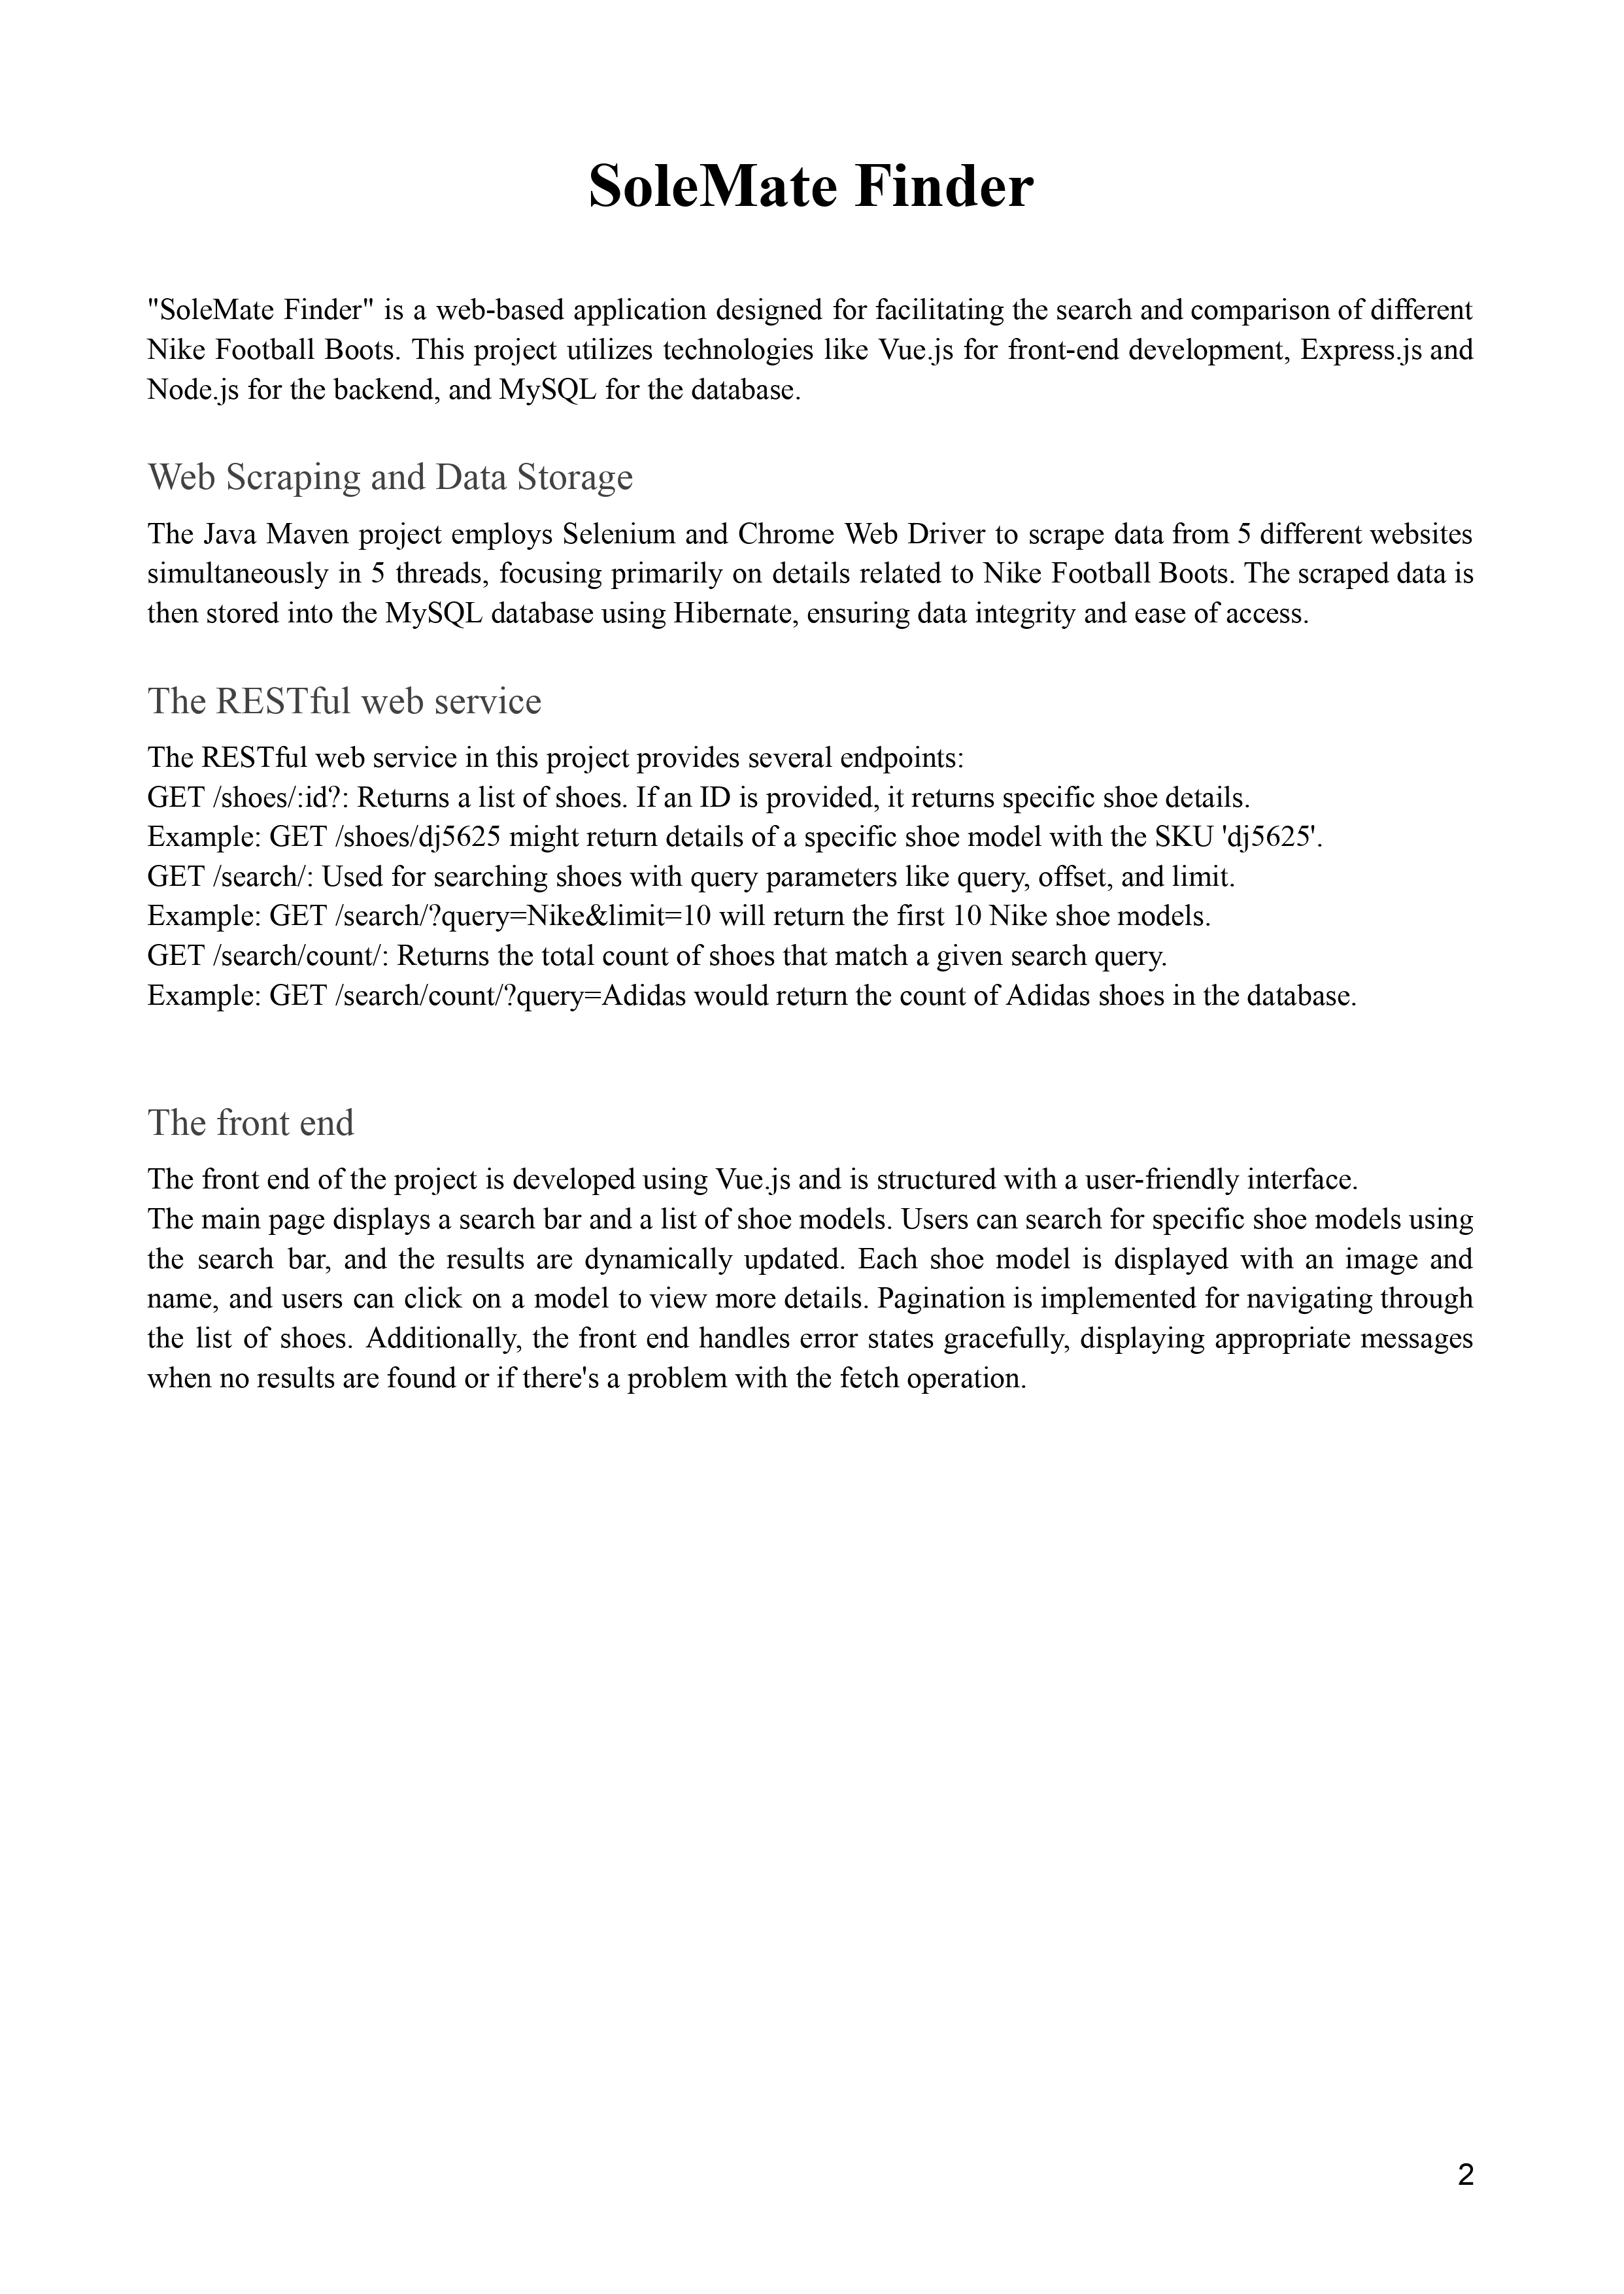 SoleMate Finder
"SoleMate Finder" is a web-based application designed for facilitating the search and comparison of different
Nike Football Boots. This project utilizes technologies like Vue.js for front-end development, Express.js and
Node.js for the backend, and MySQL for the database.
Web Scraping and Data Storage
The Java Maven project employs Selenium and Chrome Web Driver to scrape data from 5 different websites
simultaneously in 5 threads, focusing primarily on details related to Nike Football Boots. The scraped data is
then stored into the MySQL database using Hibernate, ensuring data integrity and ease of access.
The RESTful web service
The RESTful web service in this project provides several endpoints:
GET /shoes/:id?: Returns a list of shoes. If an ID is provided, it returns specific shoe details.
Example: GET /shoes/dj5625 might return details of a specific shoe model with the SKU 'dj5625'.
GET /search/: Used for searching shoes with query parameters like query, offset, and limit.
Example: GET /search/?query=Nike&limit=10 will return the first 10 Nike shoe models.
GET /search/count/: Returns the total count of shoes that match a given search query.
Example: GET /search/count/?query=Adidas would return the count of Adidas shoes in the database.
The front end
The front end of the project is developed using Vue.js and is structured with a user-friendly interface.
The main page displays a search bar and a list of shoe models. Users can search for specific shoe models using
the search bar, and the results are dynamically updated. Each shoe model is displayed with an image and
name, and users can click on a model to view more details. Pagination is implemented for navigating through
the list of shoes. Additionally, the front end handles error states gracefully, displaying appropriate messages
when no results are found or if there's a problem with the fetch operation.
2